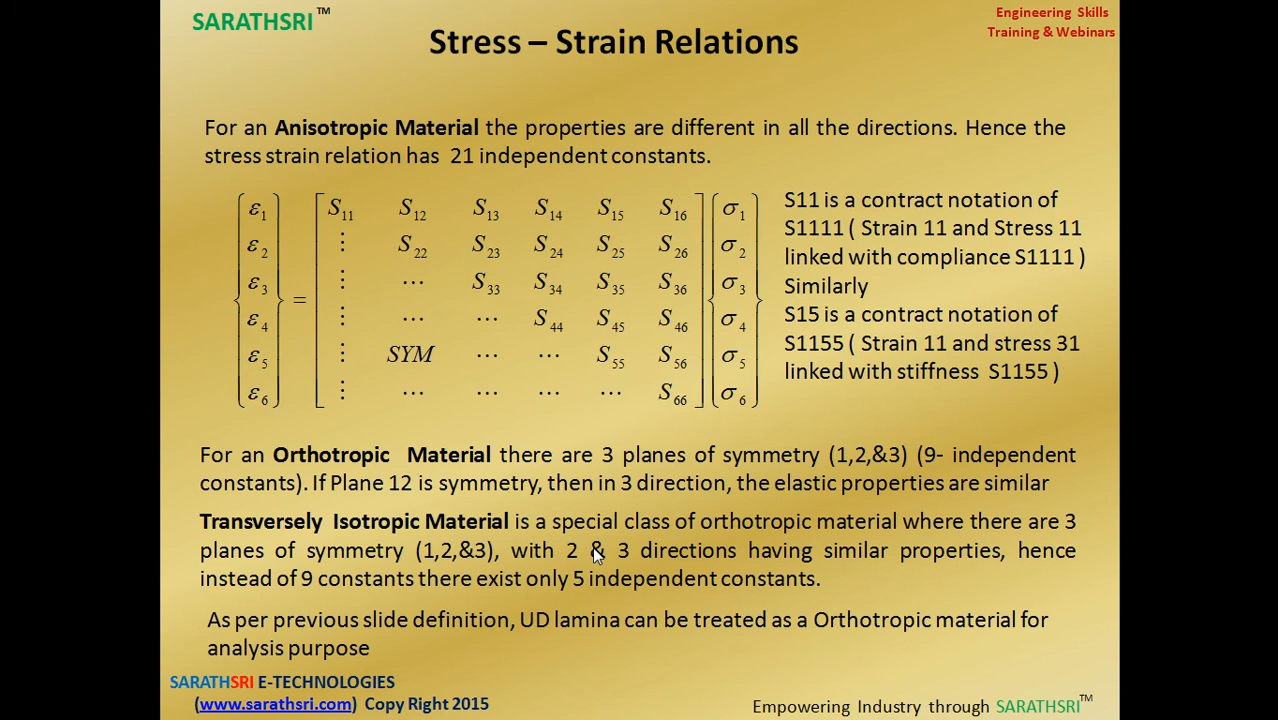 SARATHSRI™
Engineering Skills
Training & Webinars
Stress – Strain Relations
For an Anisotropic Material the properties are different in all the directions. Hence the
stress strain relation has 21 independent constants.
ε1 S11 S12 S13 S14 S15 S16 σ1
ε2 ⋮ S22 S23 S24 S25 S26 σ2
ε3 ⋮ ⋯ S33 S34 S35 S36 σ3
=
ε4 ⋮ ⋯ ⋯ S44 S45 S46 σ4
ε5 ⋮ SYM ⋯ ⋯ S55 S56 σ5
ε6 ⋮ ⋯ ⋯ ⋯ ⋯ S66 σ6
S11 is a contract notation of
S1111 ( Strain 11 and Stress 11
linked with compliance S1111 )
Similarly
S15 is a contract notation of
S1155 ( Strain 11 and stress 31
linked with stiffness S1155 )
For an Orthotropic Material there are 3 planes of symmetry (1,2,&3) (9- independent
constants). If Plane 12 is symmetry, then in 3 direction, the elastic properties are similar
Transversely Isotropic Material is a special class of orthotropic material where there are 3
planes of symmetry (1,2,&3), with 2 & 3 directions having similar properties, hence
instead of 9 constants there exist only 5 independent constants.
As per previous slide definition, UD lamina can be treated as a Orthotropic material for
analysis purpose
SARATHSRI E-TECHNOLOGIES
(www.sarathsri.com) Copy Right 2015
Empowering Industry through SARATHSRI™